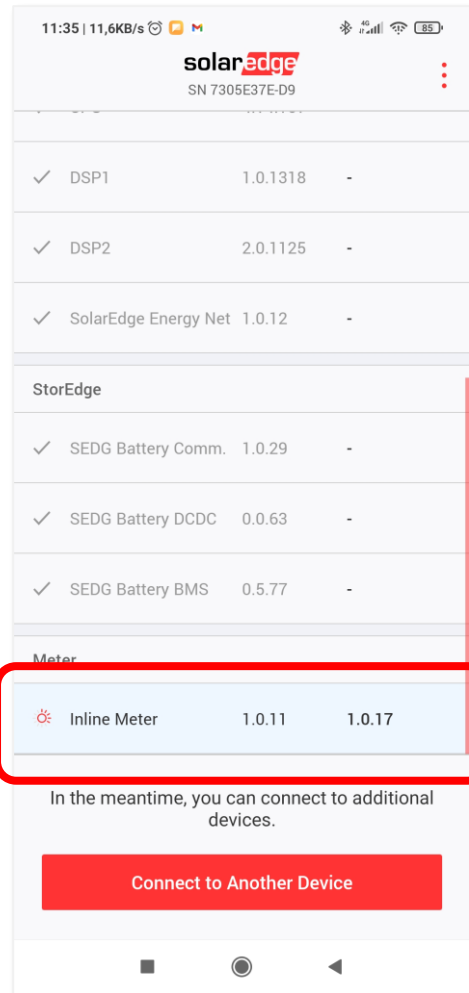 11:35 | 11,6KB/s
4G 85
solaredge
SN 7305E37E-D9
DSP1 1.0.1318 -
DSP2 2.0.1125 -
SolarEdge Energy Net 1.0.12 -
StorEdge
SEDG Battery Comm. 1.0.29 -
SEDG Battery DCDC 0.0.63 -
SEDG Battery BMS 0.5.77 -
Meter
Inline Meter 1.0.11 1.0.17
In the meantime, you can connect to additional
devices.
Connect to Another Device